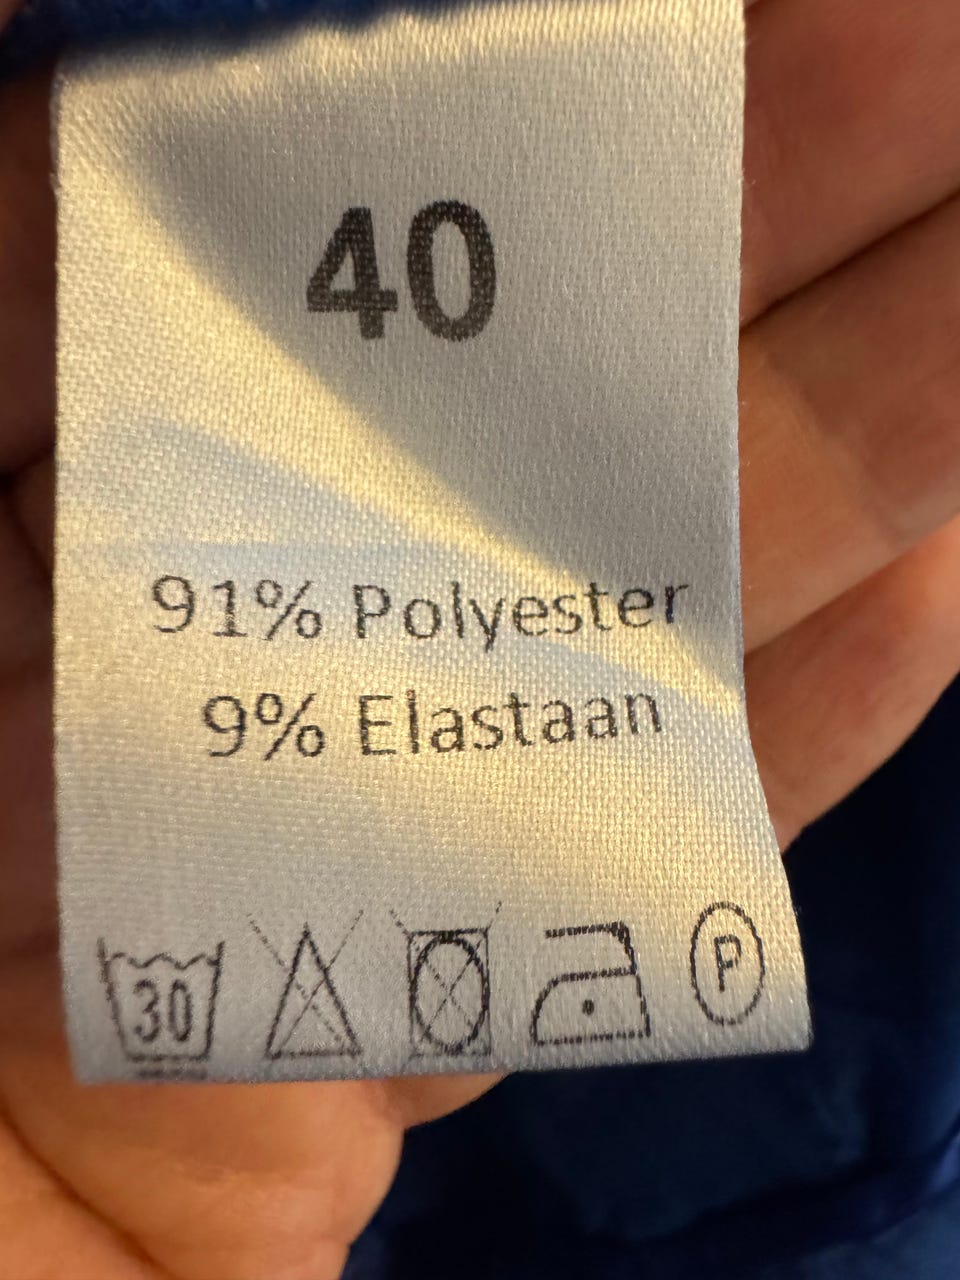 40
91% Polyester
9% Elastaan
30 P